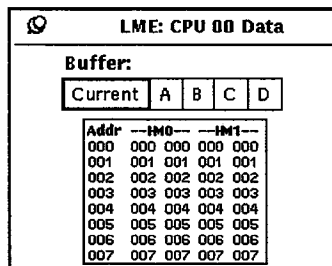 LME: CPU 00 Data
Buffer:
Current A B C D
Addr --IM0-- --IM1--
000 000 000 000 000
001 001 001 001 001
002 002 002 002 002
003 003 003 003 003
004 004 004 004 004
005 005 005 005 005
006 006 006 006 006
007 007 007 007 007